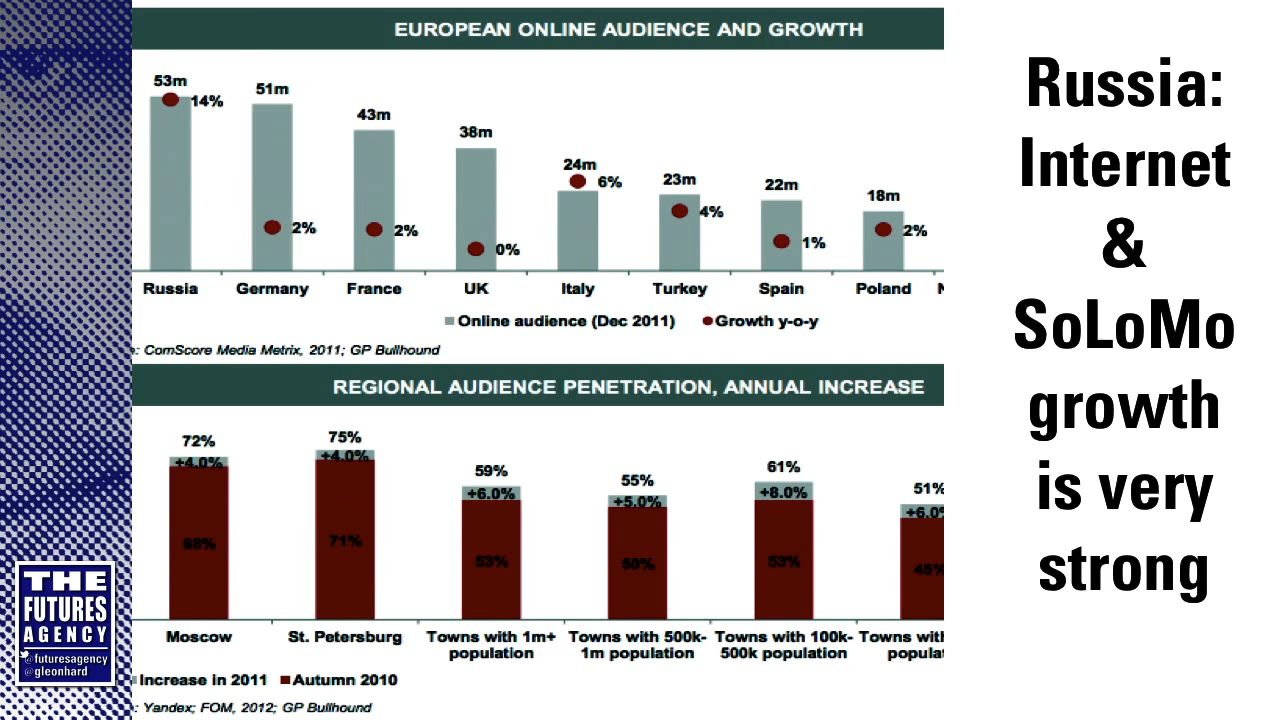 EUROPEAN ONLINE AUDIENCE AND GROWTH
53m
14%
51m
2%
43m
2%
38m
0%
24m
6%
23m
4%
22m
1%
18m
2%
Russia Germany France UK Italy Turkey Spain Poland
Online audience (Dec 2011) Growth y-o-y
: ComScore Media Metrix, 2011; GP Bullhound
REGIONAL AUDIENCE PENETRATION, ANNUAL INCREASE
72% 75% 59% 55% 61% 51%
+4.0% +4.0% +6.0% +5.0% +8.0% +6.0%
68% 71% 53% 50% 53% 45%
Moscow St. Petersburg Towns with 1m+ Towns with 500k- Towns with 100k- Towns with
population 1m population 500k population populat
Increase in 2011 Autumn 2010
: Yandex; FOM, 2012; GP Bullhound
Russia:
Internet
&
SoLoMo
growth
is very
strong
THE
FUTURES
AGENCY
@futuresagency
@gleonhard